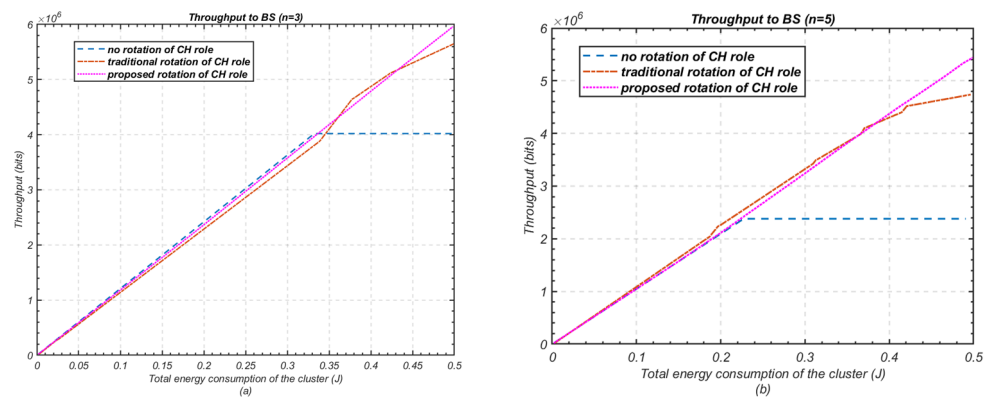 Throughput to BS (n=3)
×10⁶
6
5
4
3
2
1
0
no rotation of CH role
traditional rotation of CH role
proposed rotation of CH role
Throughput (bits)
0 0.05 0.1 0.15 0.2 0.25 0.3 0.35 0.4 0.45 0.5
Total energy consumption of the cluster (J)
(a)
Throughput to BS (n=5)
×10⁶
6
5
4
3
2
1
0
no rotation of CH role
traditional rotation of CH role
proposed rotation of CH role
Throughput (bits)
0 0.1 0.2 0.3 0.4 0.5
Total energy consumption of the cluster (J)
(b)